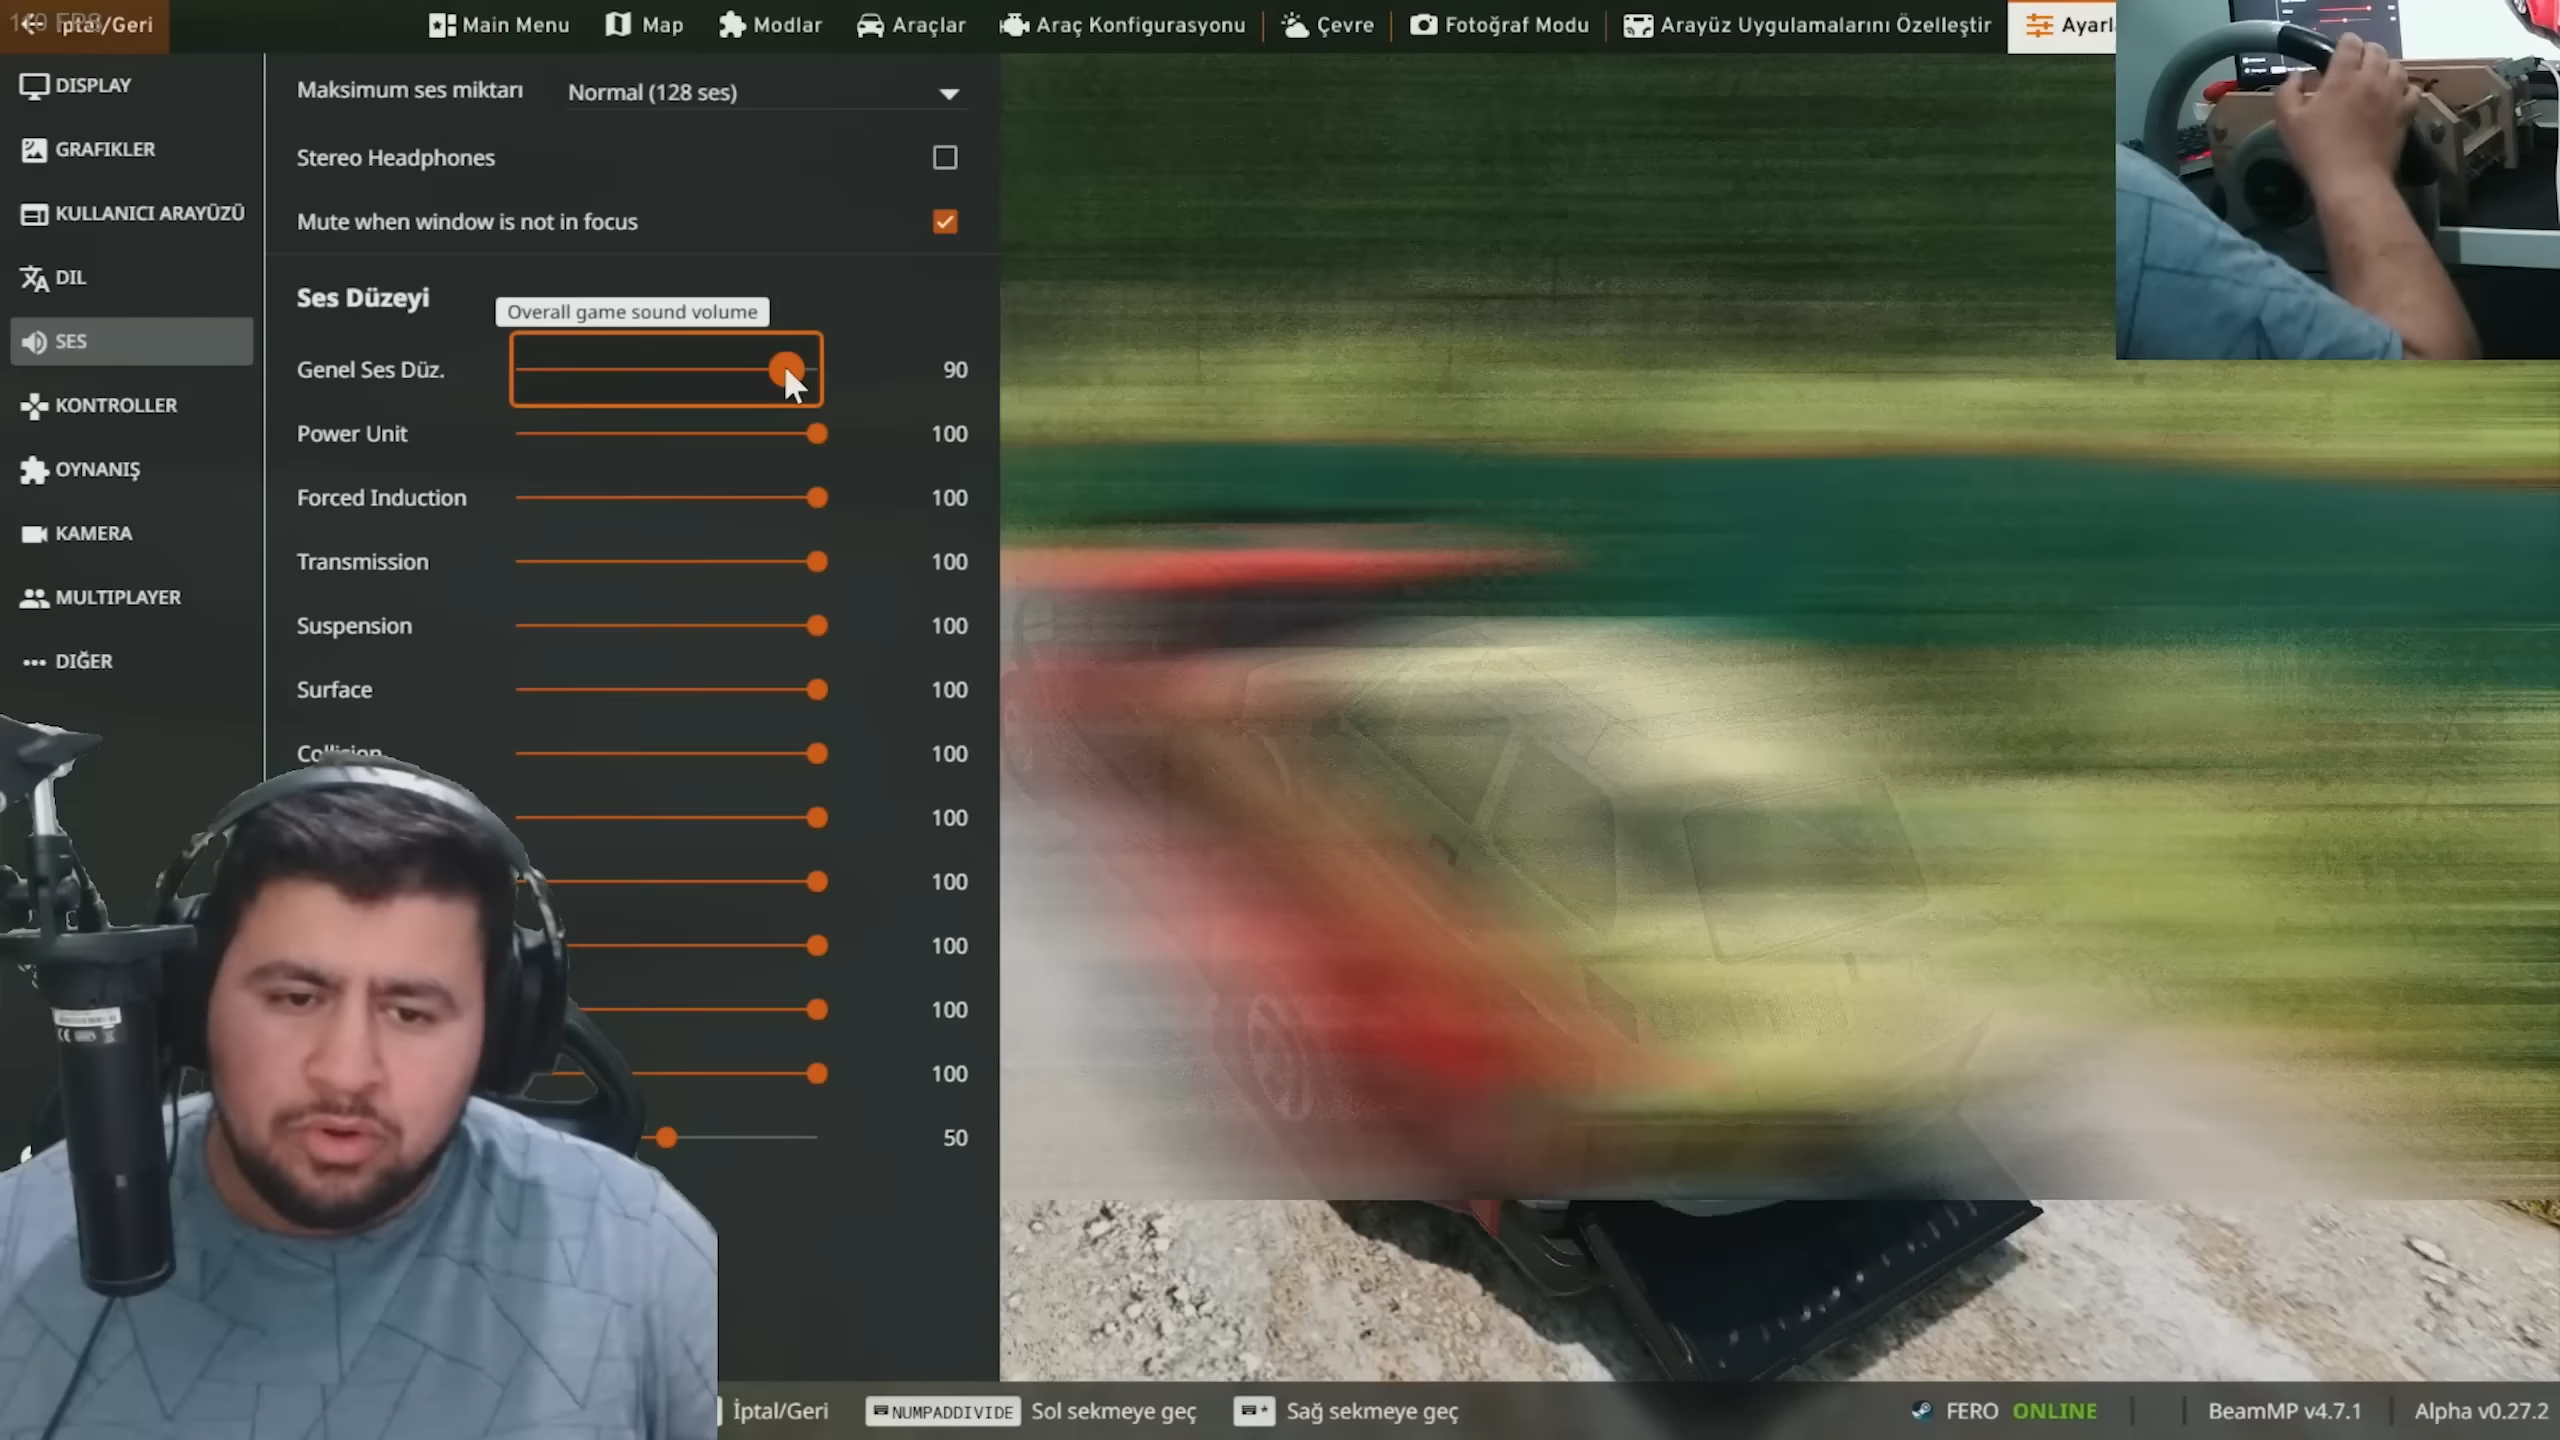 İptal/Geri
Main Menu
Map
Modlar
Araçlar
Araç Konfigurasyonu
Çevre
Fotoğraf Modu
Arayüz Uygulamalarını Özelleştir
DISPLAY
GRAFIKLER
KULLANICI ARAYÜZÜ
DIL
SES
KONTROLLER
OYNANIŞ
KAMERA
MULTIPLAYER
DIĞER
Maksimum ses miktarı Normal (128 ses)
Stereo Headphones
Mute when window is not in focus
Ses Düzeyi
Overall game sound volume
Genel Ses Düz. 90
Power Unit 100
Forced Induction 100
Transmission 100
Suspension 100
Surface 100
Collision 100
100
100
100
100
100
50
İptal/Geri
NUMPADDIVIDE Sol sekmeye geç
* Sağ sekmeye geç
FERO ONLINE
BeamMP v4.7.1
Alpha v0.27.2